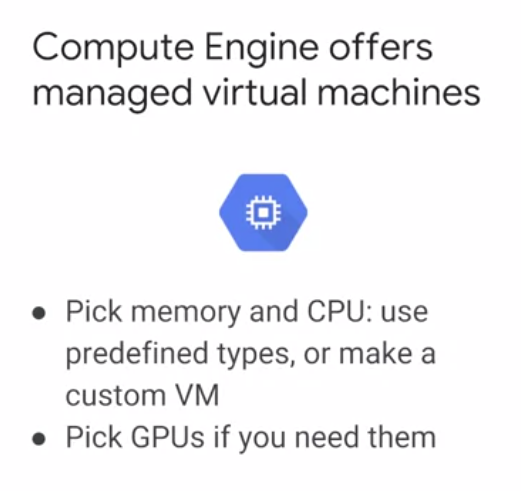 Compute Engine offers
managed virtual machines
● Pick memory and CPU: use
predefined types, or make a
custom VM
● Pick GPUs if you need them